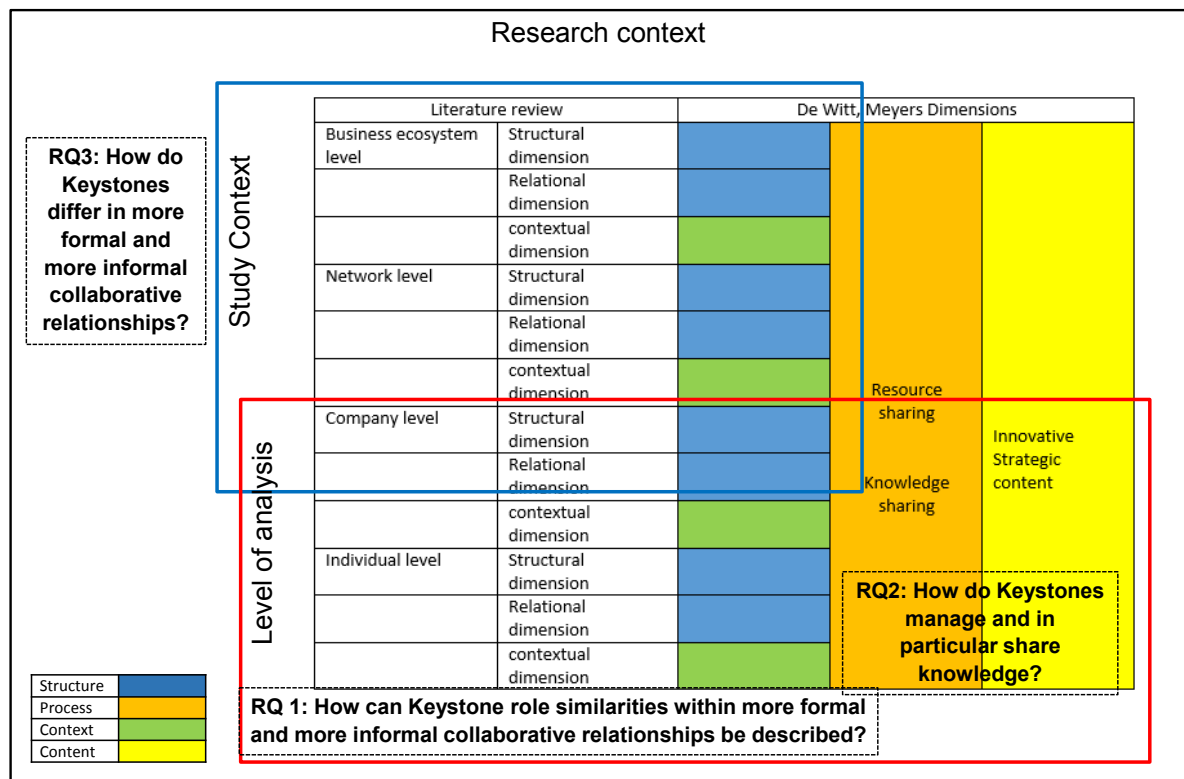 Research context
RQ3: How do
Keystones
differ in more
formal and
more informal
collaborative
relationships?
Study Context
Literature review
De Witt, Meyers Dimensions
Business ecosystem
level
Structural
dimension
Relational
dimension
contextual
dimension
Network level
Structural
dimension
Relational
dimension
contextual
dimension
Resource
sharing
Level of analysis
Company level
Structural
dimension
Relational
dimension
Knowledge
sharing
Innovative
Strategic
content
contextual
dimension
Individual level
Structural
dimension
Relational
dimension
contextual
dimension
RQ2: How do Keystones
manage and in
particular share
knowledge?
Structure
Process
Context
Content
RQ 1: How can Keystone role similarities within more formal
and more informal collaborative relationships be described?